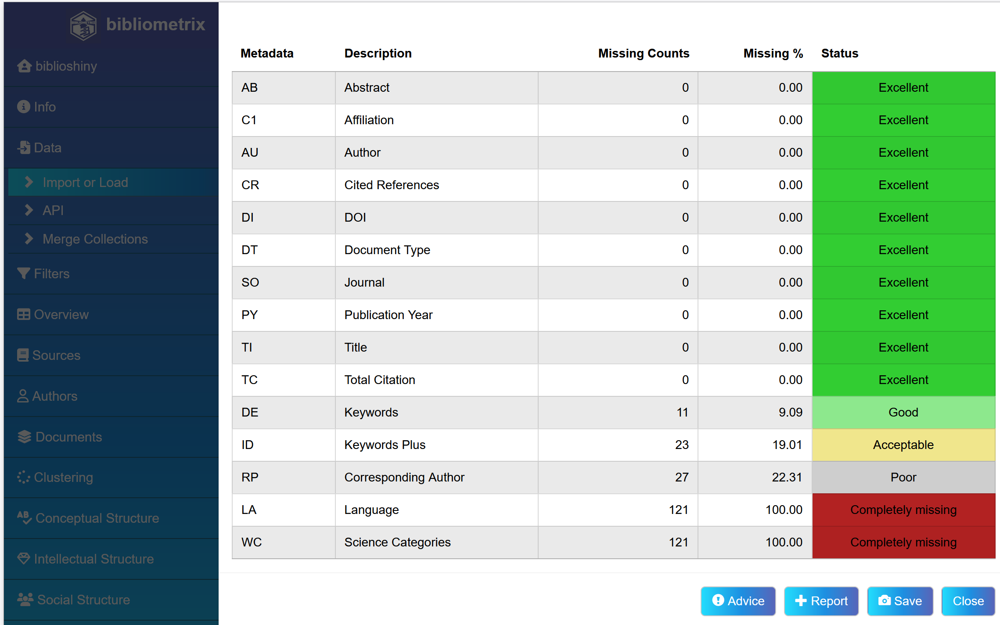 bibliometrix
biblioshiny
Info
Data
Import or Load
API
Merge Collections
Filters
Overview
Sources
Authors
Documents
Clustering
Conceptual Structure
Intellectual Structure
Social Structure
Metadata Description Missing Counts Missing % Status
AB Abstract 0 0.00 Excellent
C1 Affiliation 0 0.00 Excellent
AU Author 0 0.00 Excellent
CR Cited References 0 0.00 Excellent
DI DOI 0 0.00 Excellent
DT Document Type 0 0.00 Excellent
SO Journal 0 0.00 Excellent
PY Publication Year 0 0.00 Excellent
TI Title 0 0.00 Excellent
TC Total Citation 0 0.00 Excellent
DE Keywords 11 9.09 Good
ID Keywords Plus 23 19.01 Acceptable
RP Corresponding Author 27 22.31 Poor
LA Language 121 100.00 Completely missing
WC Science Categories 121 100.00 Completely missing
Advice Report Save Close